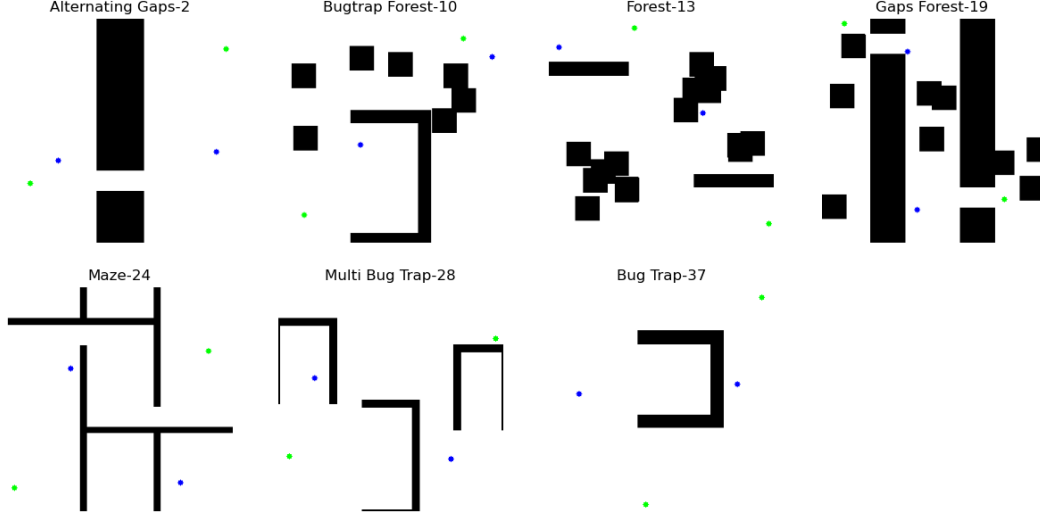 Alternating Gaps-2
Bugtrap Forest-10
Forest-13
Gaps Forest-19
Maze-24
Multi Bug Trap-28
Bug Trap-37